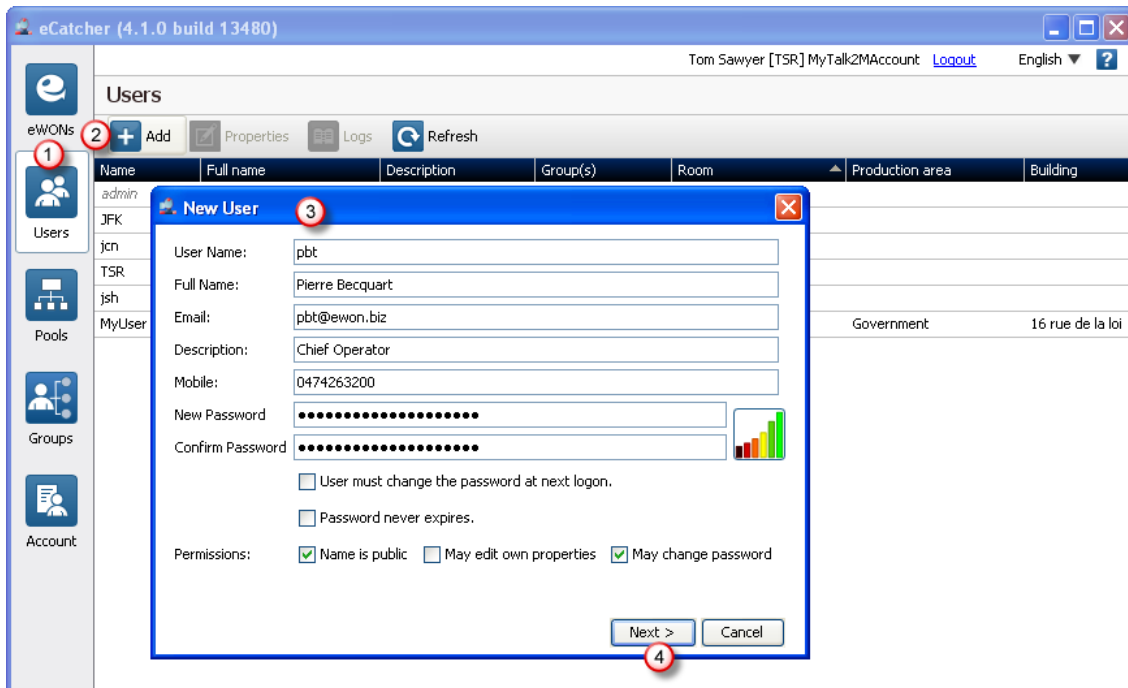 eCatcher (4.1.0 build 13480)
Tom Sawyer [TSR] MyTalk2MAccount Logout English ?
eWONs
1
Users
Pools
Groups
Account
Users
2
Add Properties Logs Refresh
Name Full name Description Group(s) Room Production area Building
admin
JFK
jcn
TSR
jsh
MyUser Government 16 rue de la loi
New User 3
User Name: pbt
Full Name: Pierre Becquart
Email: pbt@ewon.biz
Description: Chief Operator
Mobile: 0474263200
New Password ●●●●●●●●●●●●●●●●●●●●
Confirm Password ●●●●●●●●●●●●●●●●●●●●
User must change the password at next logon.
Password never expires.
Permissions: Name is public May edit own properties May change password
Next > Cancel
4